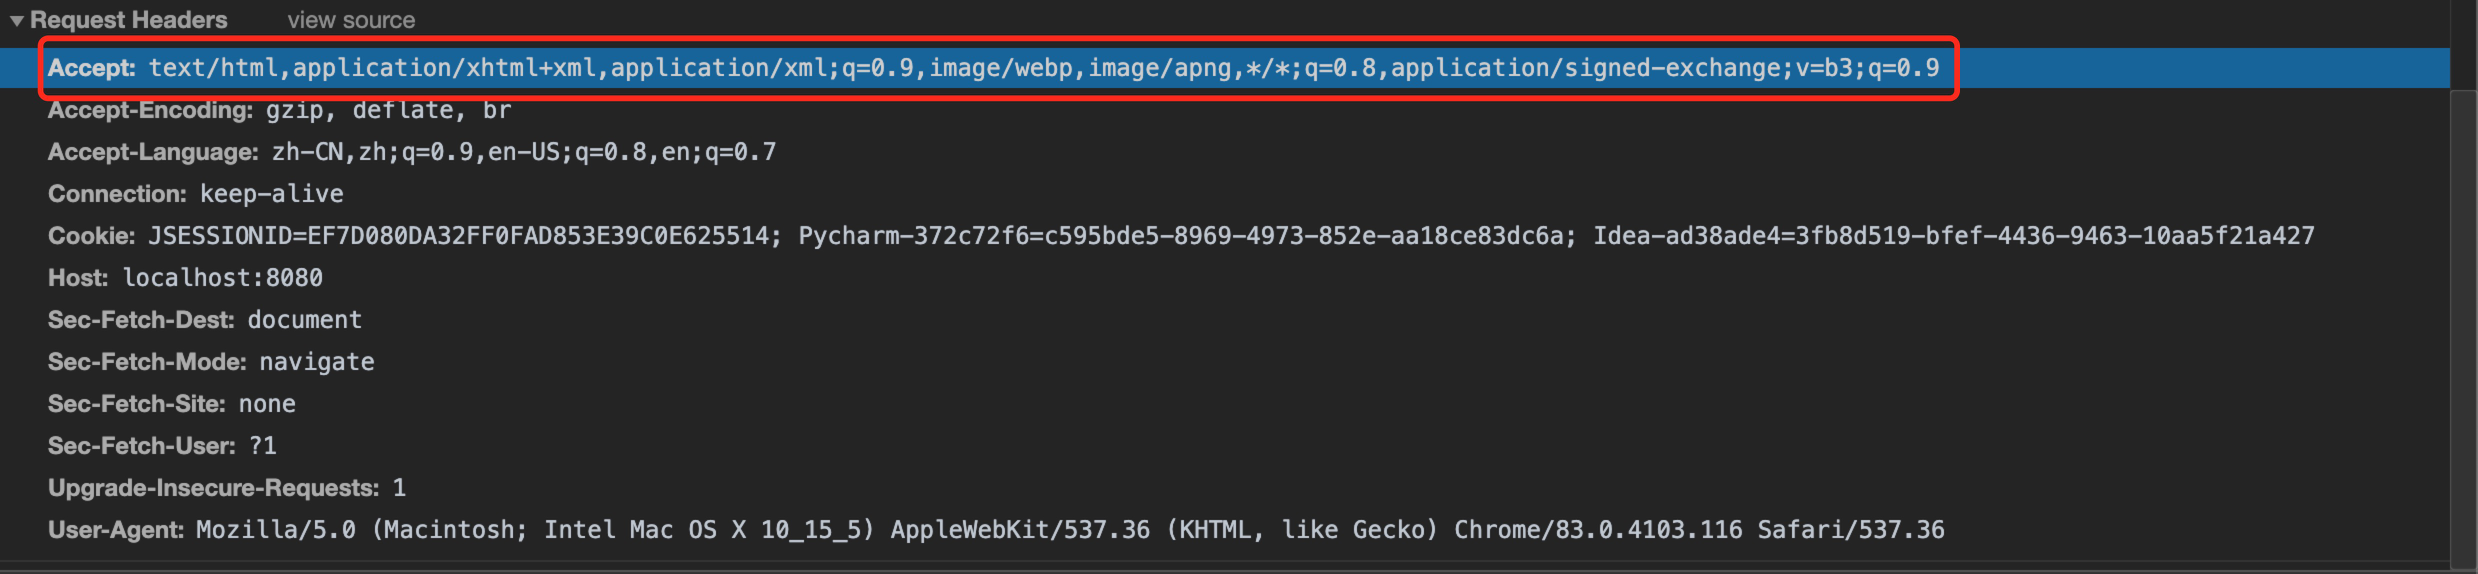 Request Headers view source
Accept: text/html,application/xhtml+xml,application/xml;q=0.9,image/webp,image/apng,*/*;q=0.8,application/signed-exchange;v=b3;q=0.9
Accept-Encoding: gzip, deflate, br
Accept-Language: zh-CN,zh;q=0.9,en-US;q=0.8,en;q=0.7
Connection: keep-alive
Cookie: JSESSIONID=EF7D080DA32FF0FAD853E39C0E625514; Pycharm-372c72f6=c595bde5-8969-4973-852e-aa18ce83dc6a; Idea-ad38ade4=3fb8d519-bfef-4436-9463-10aa5f21a427
Host: localhost:8080
Sec-Fetch-Dest: document
Sec-Fetch-Mode: navigate
Sec-Fetch-Site: none
Sec-Fetch-User: ?1
Upgrade-Insecure-Requests: 1
User-Agent: Mozilla/5.0 (Macintosh; Intel Mac OS X 10_15_5) AppleWebKit/537.36 (KHTML, like Gecko) Chrome/83.0.4103.116 Safari/537.36